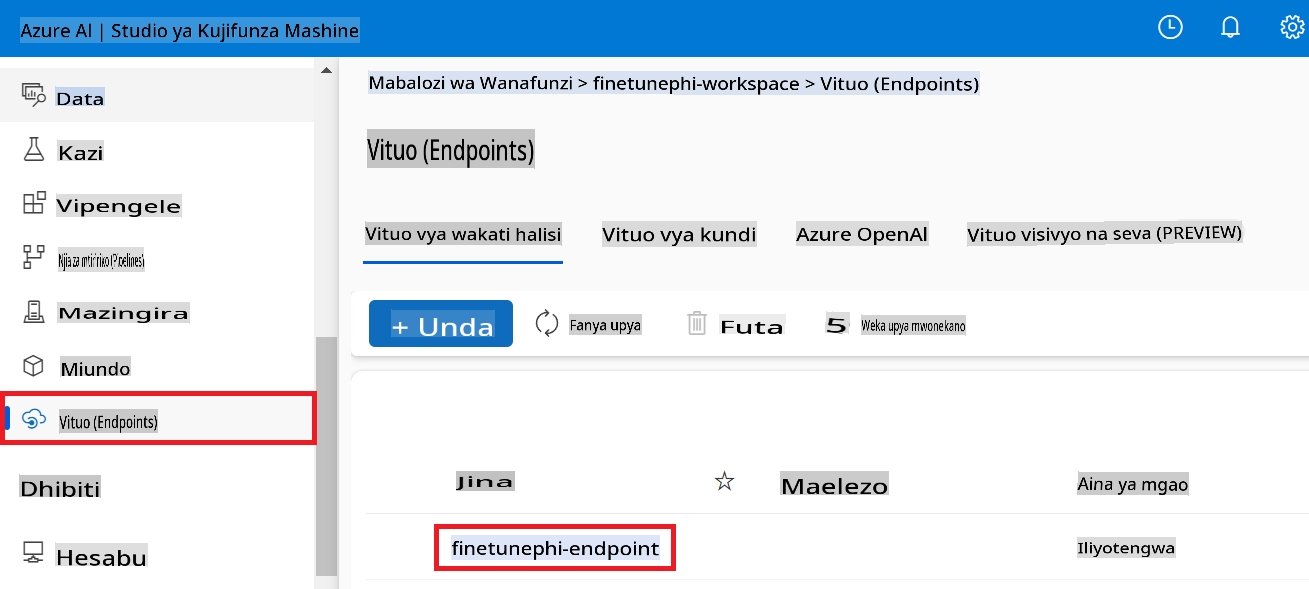 Azure AI | Studio ya Kujifunza Mashine
Data
Kazi
Vipengele
Njia za mtiririko (Pipelines)
Mazingira
Miundo
Vituo (Endpoints)
Dhibiti
Hesabu
Mabalozi wa Wanafunzi > finetunephi-workspace > Vituo (Endpoints)
Vituo (Endpoints)
Vituo vya wakati halisi Vituo vya kundi Azure OpenAI Vituo visivyo na seva (PREVIEW)
+ Unda Fanya upya Futa 5 Weka upya mwonekano
Jina Maelezo Aina ya mgao
finetunephi-endpoint Iliyotengwa